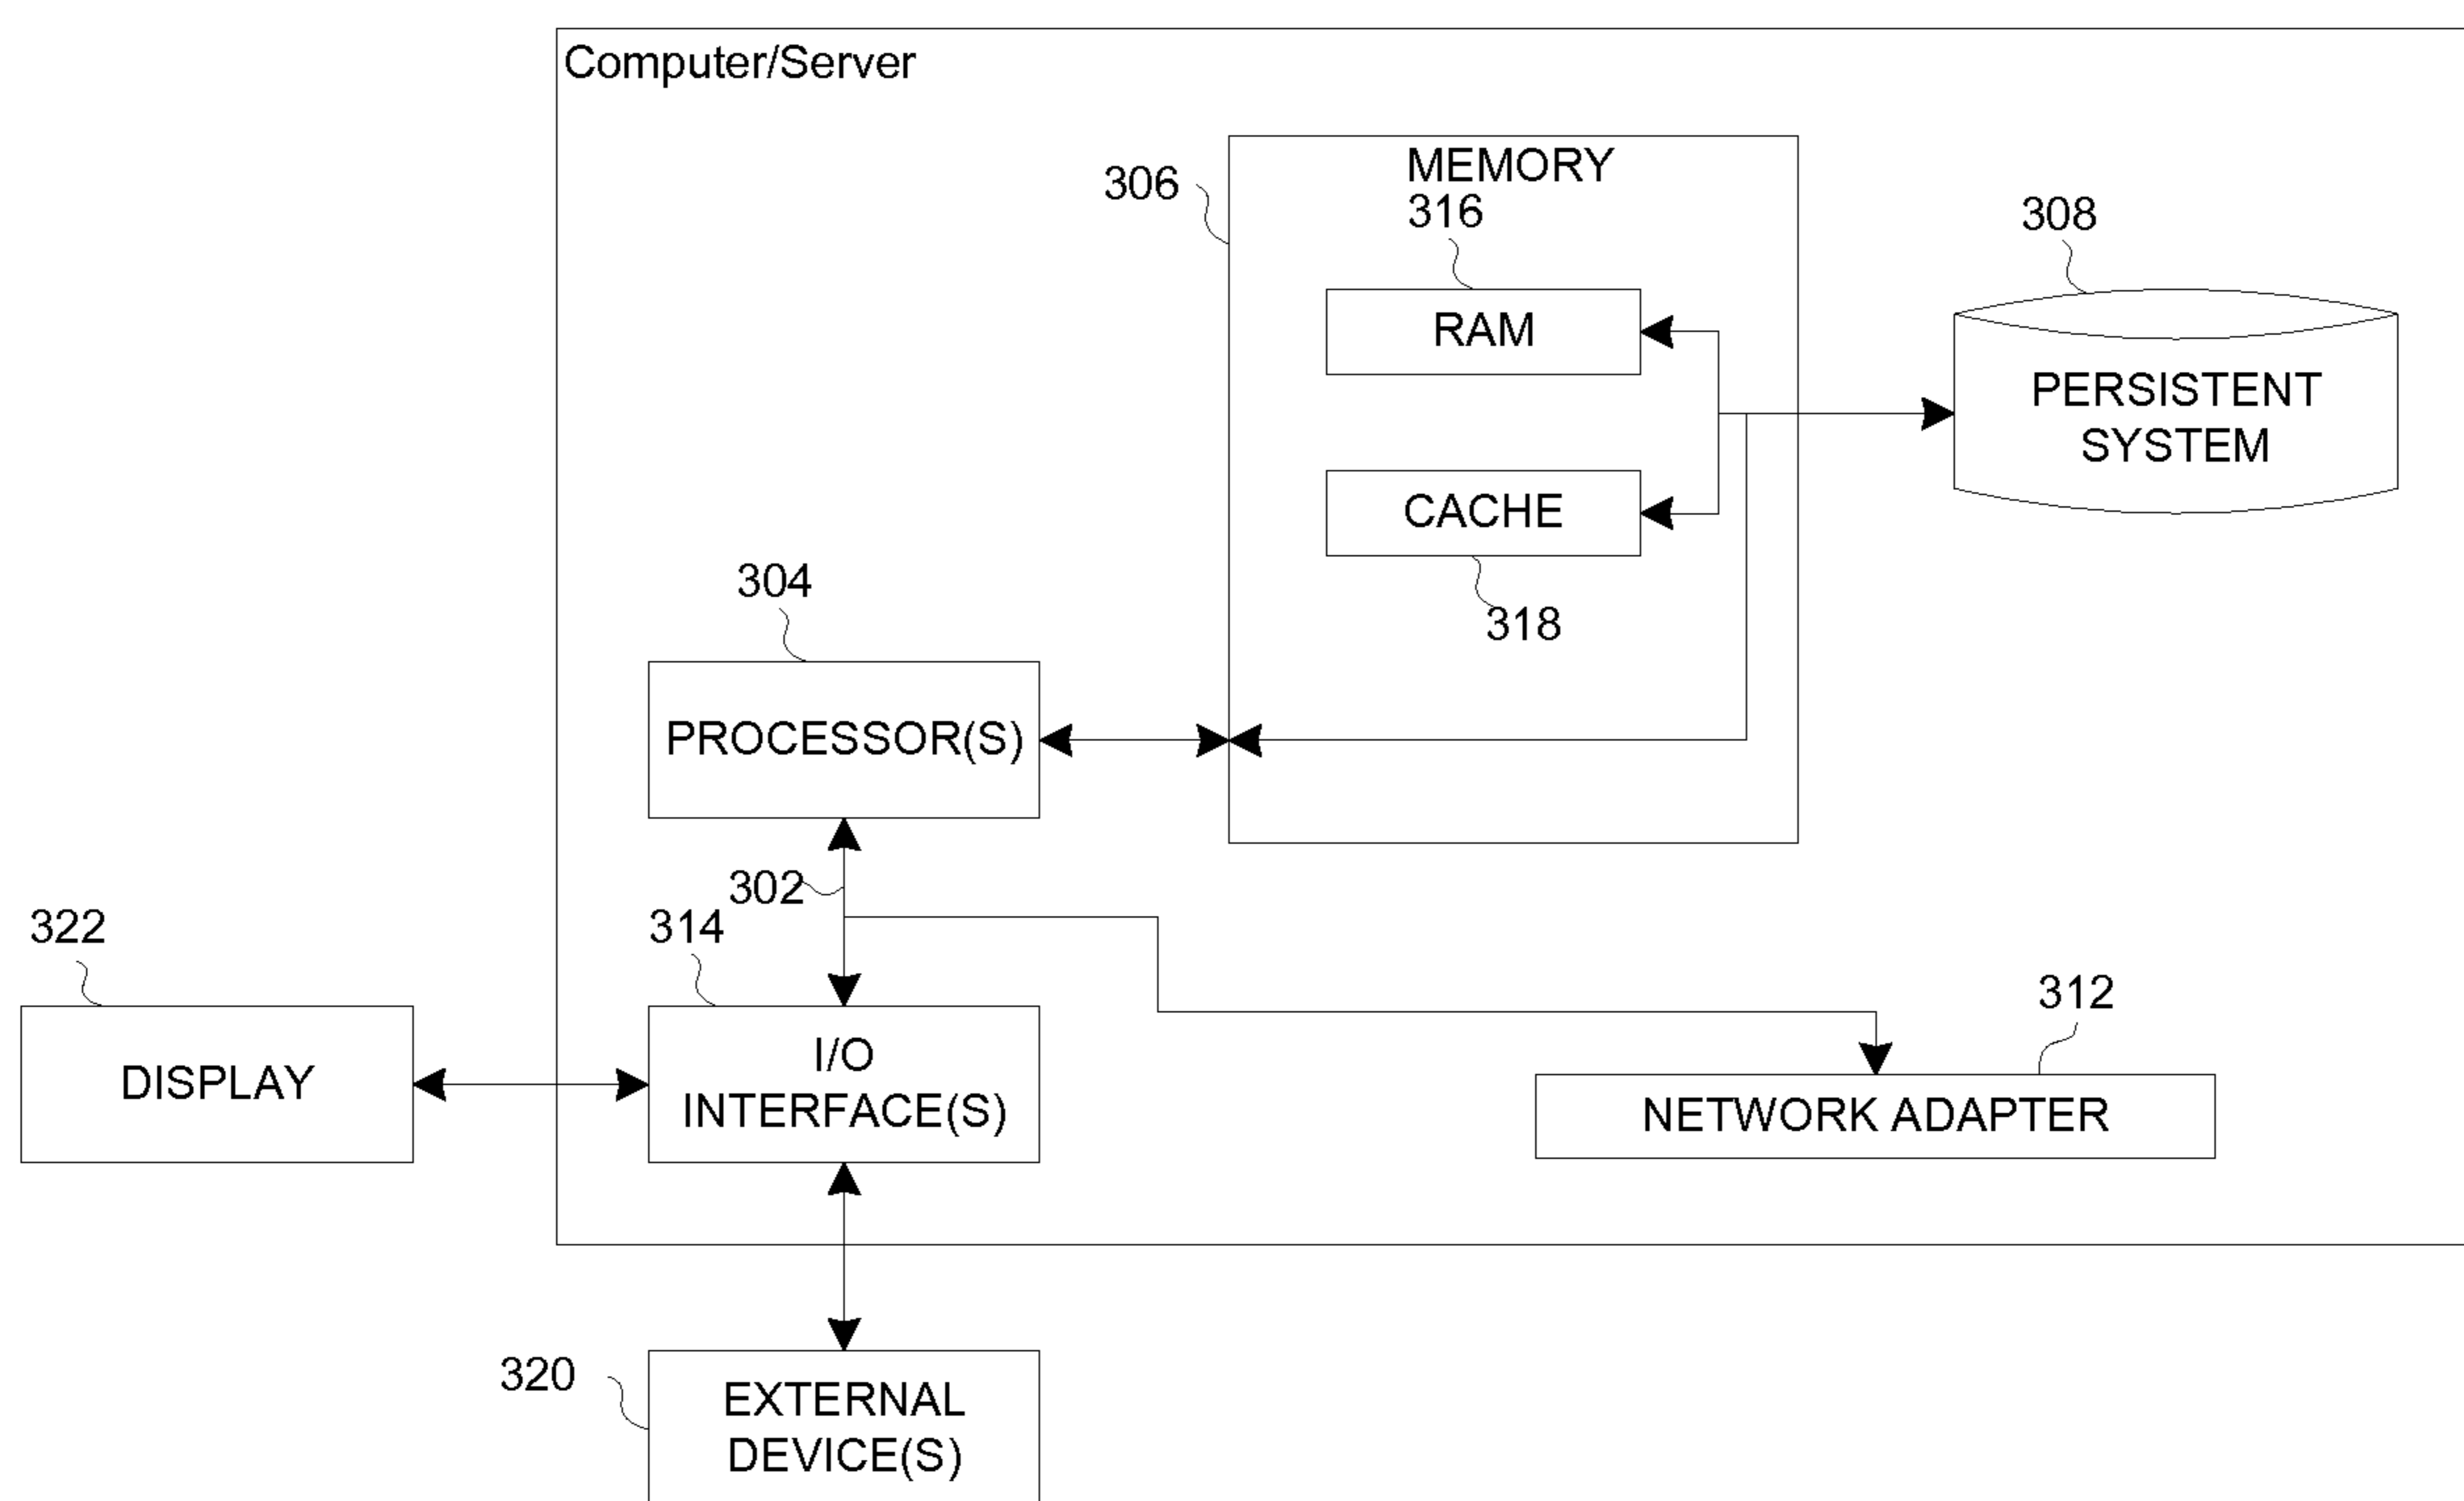 Computer/Server
306
MEMORY
316
308
RAM
PERSISTENT
SYSTEM
CACHE
318
304
PROCESSOR(S)
302
322
314
312
DISPLAY
I/O
INTERFACE(S)
NETWORK ADAPTER
320
EXTERNAL
DEVICE(S)